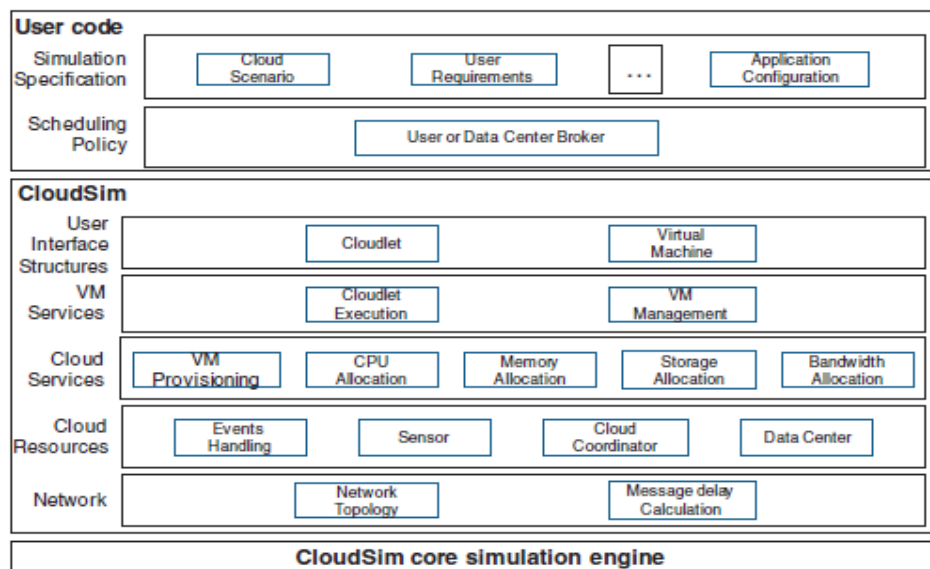 User code
Simulation
Specification
Cloud
Scenario
User
Requirements
...
Application
Configuration
Scheduling
Policy
User or Data Center Broker
CloudSim
User
Interface
Structures
Cloudlet
Virtual
Machine
VM
Services
Cloudlet
Execution
VM
Management
Cloud
Services
VM
Provisioning
CPU
Allocation
Memory
Allocation
Storage
Allocation
Bandwidth
Allocation
Cloud
Resources
Events
Handling
Sensor
Cloud
Coordinator
Data Center
Network
Network
Topology
Message delay
Calculation
CloudSim core simulation engine